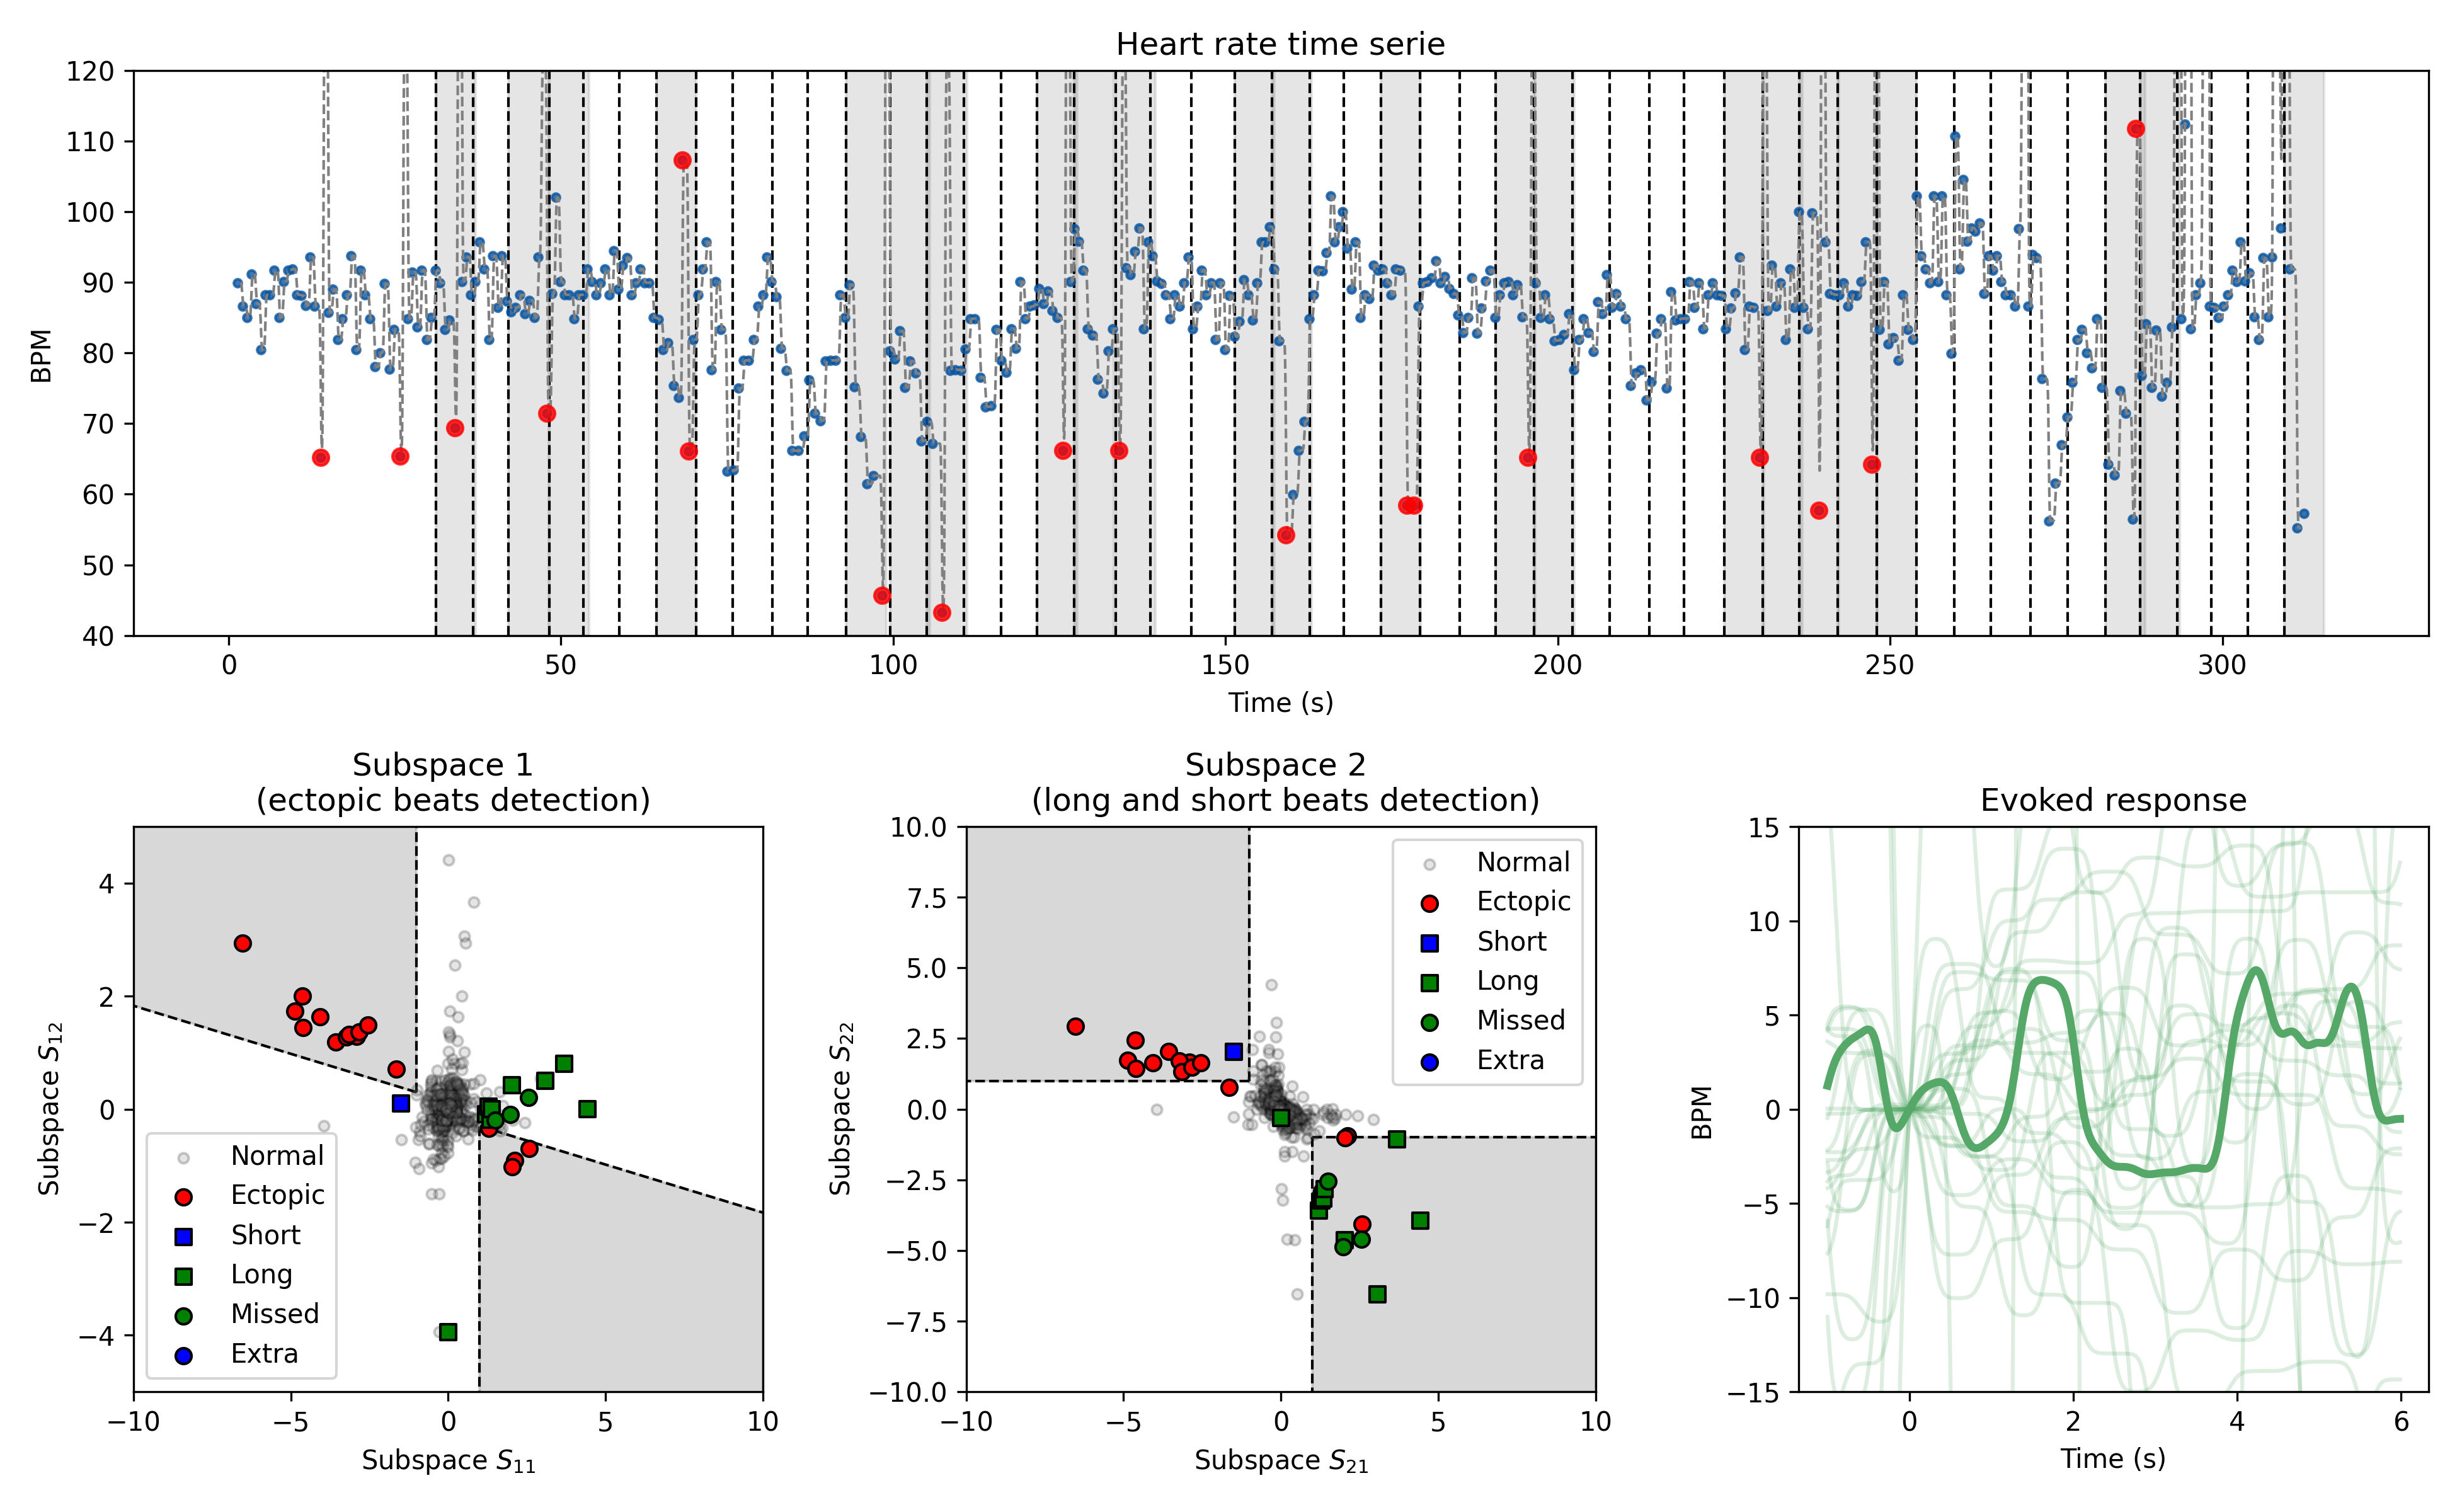 Heart rate time serie
120
110
100
90
80
70
60
50
40
BPM
0 50 100 150 200 250 300
Time (s)
Subspace 1
(ectopic beats detection)
4
2
0
−2
−4
Subspace S₁₂
Normal
Ectopic
Short
Long
Missed
Extra
−10 −5 0 5 10
Subspace S₁₁
Subspace 2
(long and short beats detection)
10.0
7.5
5.0
2.5
0.0
−2.5
−5.0
−7.5
−10.0
Subspace S₂₂
Normal
Ectopic
Short
Long
Missed
Extra
−10 −5 0 5 10
Subspace S₂₁
Evoked response
15
10
5
0
−5
−10
−15
BPM
0 2 4 6
Time (s)